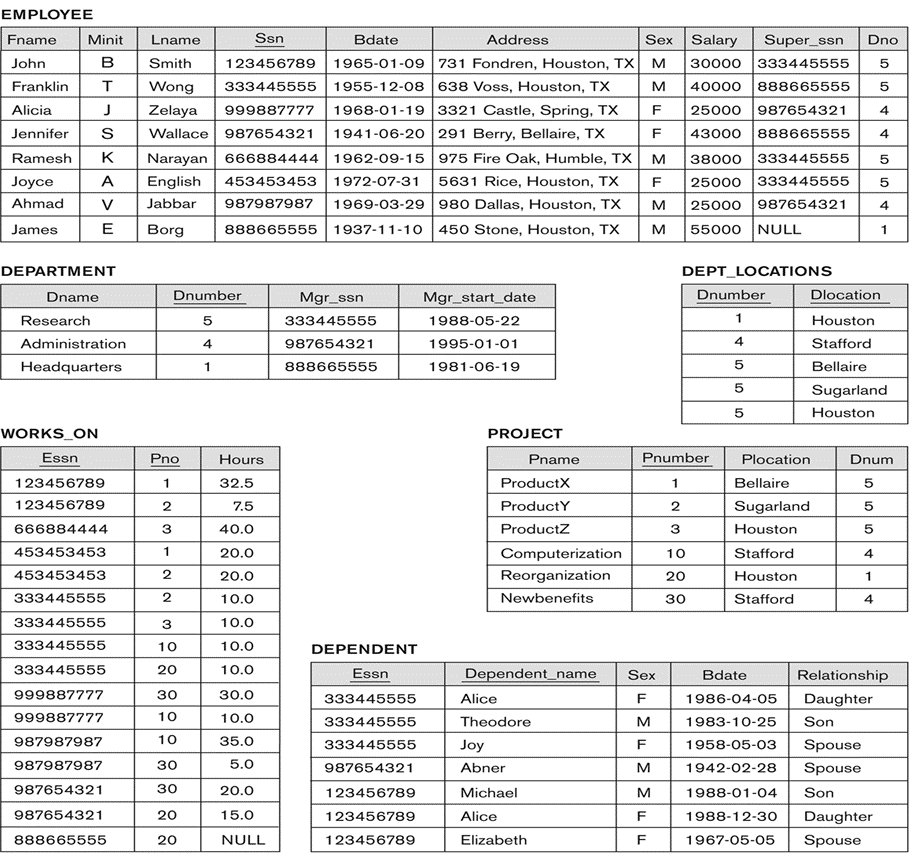 EMPLOYEE
Fname Minit Lname Ssn Bdate Address Sex Salary Super_ssn Dno
John B Smith 123456789 1965-01-09 731 Fondren, Houston, TX M 30000 333445555 5
Franklin T Wong 333445555 1955-12-08 638 Voss, Houston, TX M 40000 888665555 5
Alicia J Zelaya 999887777 1968-01-19 3321 Castle, Spring, TX F 25000 987654321 4
Jennifer S Wallace 987654321 1941-06-20 291 Berry, Bellaire, TX F 43000 888665555 4
Ramesh K Narayan 666884444 1962-09-15 975 Fire Oak, Humble, TX M 38000 333445555 5
Joyce A English 453453453 1972-07-31 5631 Rice, Houston, TX F 25000 333445555 5
Ahmad V Jabbar 987987987 1969-03-29 980 Dallas, Houston, TX M 25000 987654321 4
James E Borg 888665555 1937-11-10 450 Stone, Houston, TX M 55000 NULL 1
DEPARTMENT
Dname Dnumber Mgr_ssn Mgr_start_date
Research 5 333445555 1988-05-22
Administration 4 987654321 1995-01-01
Headquarters 1 888665555 1981-06-19
DEPT_LOCATIONS
Dnumber Dlocation
1 Houston
4 Stafford
5 Bellaire
5 Sugarland
5 Houston
WORKS_ON
Essn Pno Hours
123456789 1 32.5
123456789 2 7.5
666884444 3 40.0
453453453 1 20.0
453453453 2 20.0
333445555 2 10.0
333445555 3 10.0
333445555 10 10.0
333445555 20 10.0
999887777 30 30.0
999887777 10 10.0
987987987 10 35.0
987987987 30 5.0
987654321 30 20.0
987654321 20 15.0
888665555 20 NULL
PROJECT
Pname Pnumber Plocation Dnum
ProductX 1 Bellaire 5
ProductY 2 Sugarland 5
ProductZ 3 Houston 5
Computerization 10 Stafford 4
Reorganization 20 Houston 1
Newbenefits 30 Stafford 4
DEPENDENT
Essn Dependent_name Sex Bdate Relationship
333445555 Alice F 1986-04-05 Daughter
333445555 Theodore M 1983-10-25 Son
333445555 Joy F 1958-05-03 Spouse
987654321 Abner M 1942-02-28 Spouse
123456789 Michael M 1988-01-04 Son
123456789 Alice F 1988-12-30 Daughter
123456789 Elizabeth F 1967-05-05 Spouse